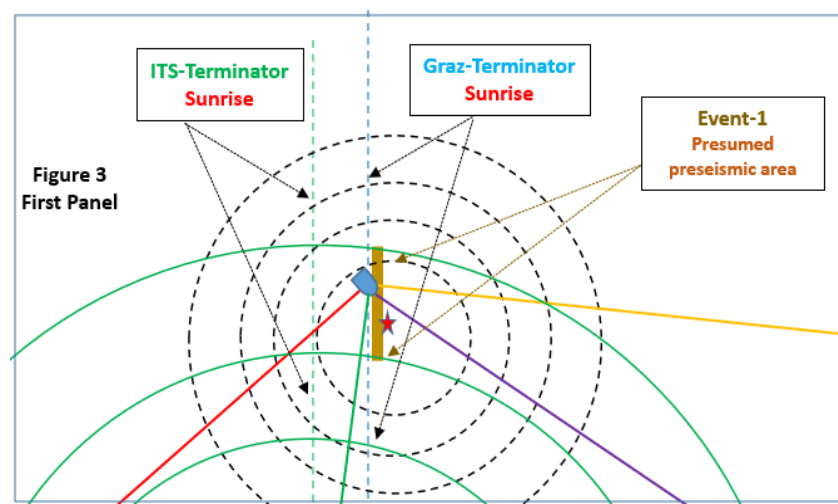 ITS-Terminator
Sunrise
Graz-Terminator
Sunrise
Event-1
Presumed
preseismic area
Figure 3
First Panel